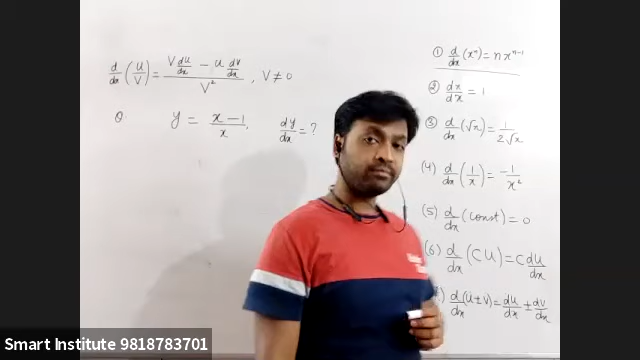 d/dx (U/V) = (V dU/dx − U dV/dx) / V², V ≠ 0
Q y = (x − 1)/x, dy/dx = ?
① d/dx (xⁿ) = n xⁿ⁻¹
② dx/dx = 1
③ d/dx (√x) = 1/(2√x)
(4) d/dx (1/x) = −1/x²
(5) d/dx (const) = 0
(6) d/dx (CU) = C dU/dx
d/dx (U ± V) = dU/dx ± dV/dx
Smart Institute 9818783701